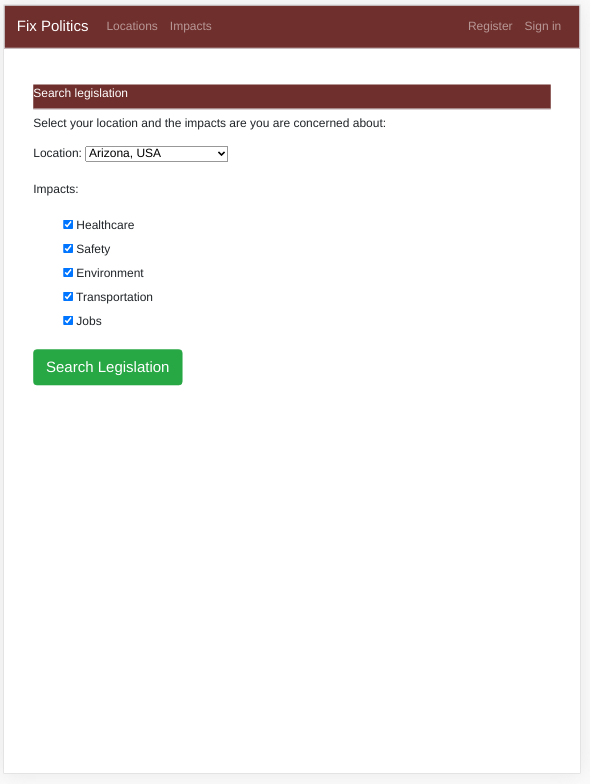 Fix Politics Locations Impacts Register Sign in
Search legislation
Select your location and the impacts are you are concerned about:
Location: Arizona, USA
Impacts:
Healthcare
Safety
Environment
Transportation
Jobs
Search Legislation